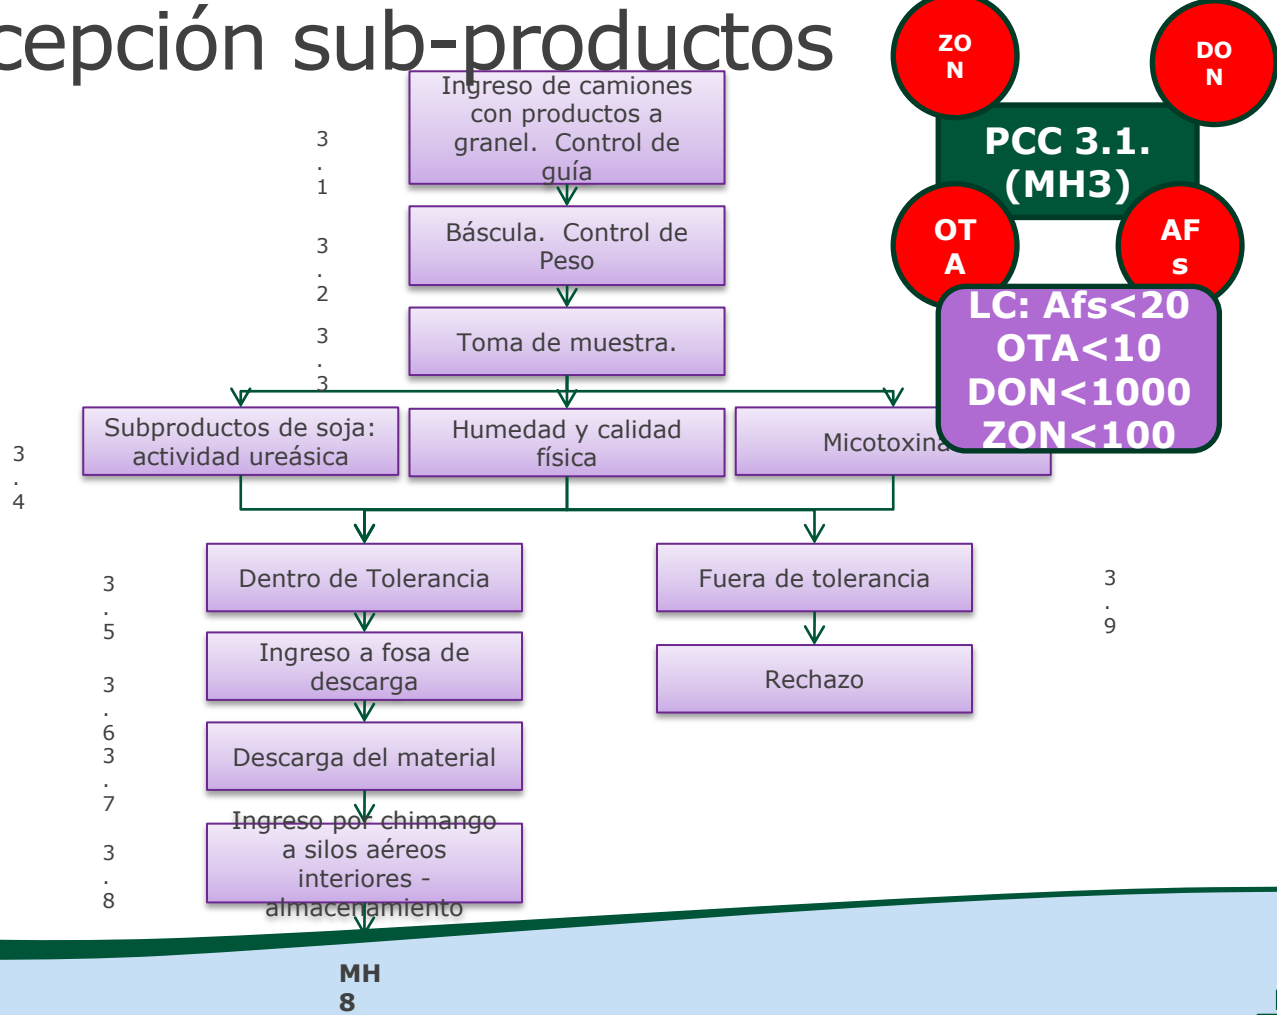 cepción sub-productos
ZO
N
DO
N
PCC 3.1.
(MH3)
OT
A
AF
s
LC: Afs<20
OTA<10
DON<1000
ZON<100
3
.
1
Ingreso de camiones
con productos a
granel. Control de
guía
3
.
2
Báscula. Control de
Peso
3
.
3
Toma de muestra.
3
.
4
Subproductos de soja:
actividad ureásica
Humedad y calidad
física
Micotoxina
3
.
5
Dentro de Tolerancia
Fuera de tolerancia
3
.
9
3
.
6
Ingreso a fosa de
descarga
Rechazo
3
.
7
Descarga del material
3
.
8
Ingreso por chimango
a silos aéreos
interiores -
almacenamiento
MH
8